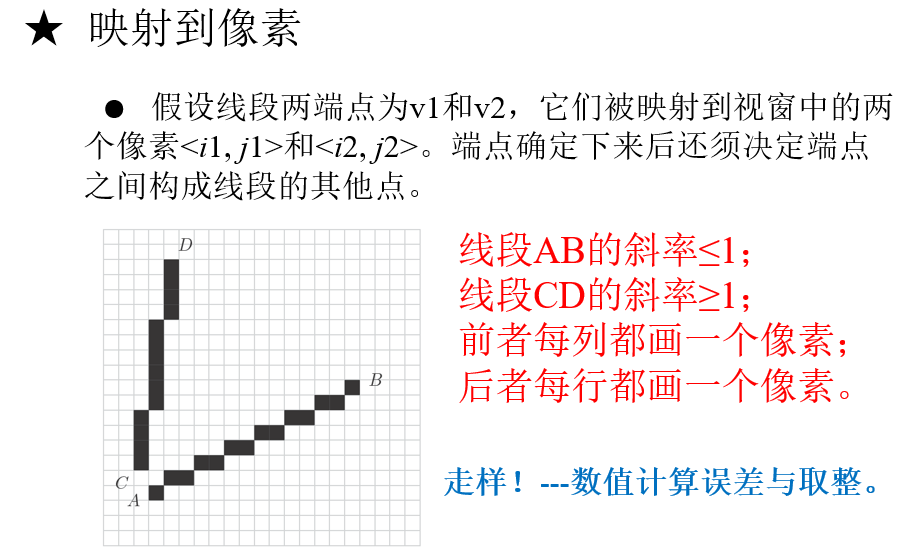 ★ 映射到像素
● 假设线段两端点为v1和v2，它们被映射到视窗中的两
个像素<i1, j1>和<i2, j2>。端点确定下来后还须决定端点
之间构成线段的其他点。
D
B
C
A
线段AB的斜率≤1；
线段CD的斜率≥1；
前者每列都画一个像素；
后者每行都画一个像素。
走样！---数值计算误差与取整。